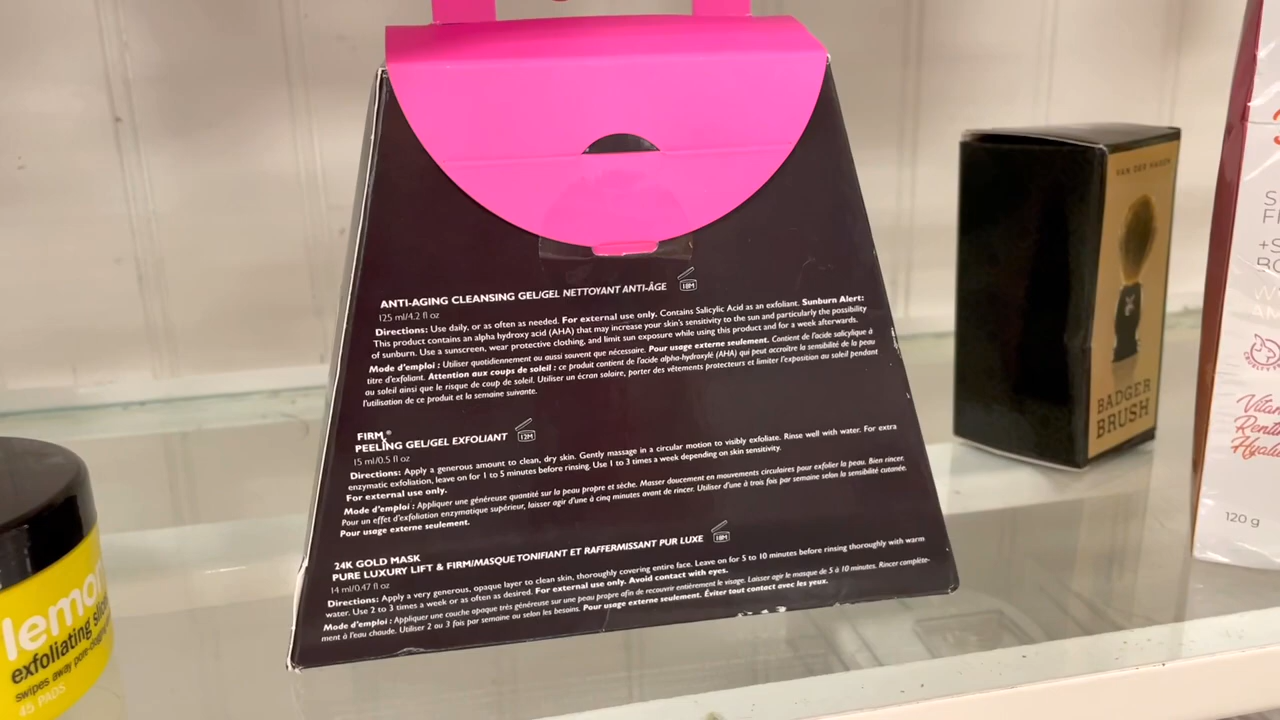 ANTI-AGING CLEANSING GEL/GEL NETTOYANT ANTI-ÂGE
18M
125 ml/4.2 fl oz
Directions: Use daily, or as often as needed. For external use only. Contains Salicylic Acid as an exfoliant. Sunburn Alert:
This product contains an alpha hydroxy acid (AHA) that may increase your skin's sensitivity to the sun and particularly the possibility
of sunburn. Use a sunscreen, wear protective clothing, and limit sun exposure while using this product and for a week afterwards.
Mode d'emploi : Utiliser quotidiennement ou aussi souvent que nécessaire. Pour usage externe seulement. Contient de l'acide salicylique à
titre d'exfoliant. Attention aux coups de soleil : ce produit contient de l'acide alpha-hydroxylé (AHA) qui peut accroître la sensibilité de la peau
au soleil ainsi que le risque de coup de soleil. Utiliser un écran solaire, porter des vêtements protecteurs et limiter l'exposition au soleil pendant
l'utilisation de ce produit et la semaine suivante.
FIRMx®
PEELING GEL/GEL EXFOLIANT
12M
15 ml/0.5 fl oz
Directions: Apply a generous amount to clean, dry skin. Gently massage in a circular motion to visibly exfoliate. Rinse well with water. For extra
enzymatic exfoliation, leave on for 1 to 5 minutes before rinsing. Use 1 to 3 times a week depending on skin sensitivity.
For external use only.
Mode d'emploi : Appliquer une généreuse quantité sur la peau propre et sèche. Masser doucement en mouvements circulaires pour exfolier la peau. Bien rincer.
Pour un effet d'exfoliation enzymatique supérieur, laisser agir d'une à cinq minutes avant de rincer. Utiliser d'une à trois fois par semaine selon la sensibilité cutanée.
Pour usage externe seulement.
24K GOLD MASK
PURE LUXURY LIFT & FIRM/MASQUE TONIFIANT ET RAFFERMISSANT PUR LUXE
18M
14 ml/0.47 fl oz
Directions: Apply a very generous, opaque layer to clean skin, thoroughly covering entire face. Leave on for 5 to 10 minutes before rinsing thoroughly with warm
water. Use 2 to 3 times a week or as often as desired. For external use only. Avoid contact with eyes.
Mode d'emploi : Appliquer une couche opaque très généreuse sur une peau propre afin de recouvrir entièrement le visage. Laisser agir le masque de 5 à 10 minutes. Rincer complète-
ment à l'eau chaude. Utiliser 2 ou 3 fois par semaine ou selon les besoins. Pour usage externe seulement. Éviter tout contact avec les yeux.
lemon
exfoliating
swipes away
45 PADS
VAN DER HAGEN
BADGER
BRUSH
120 g